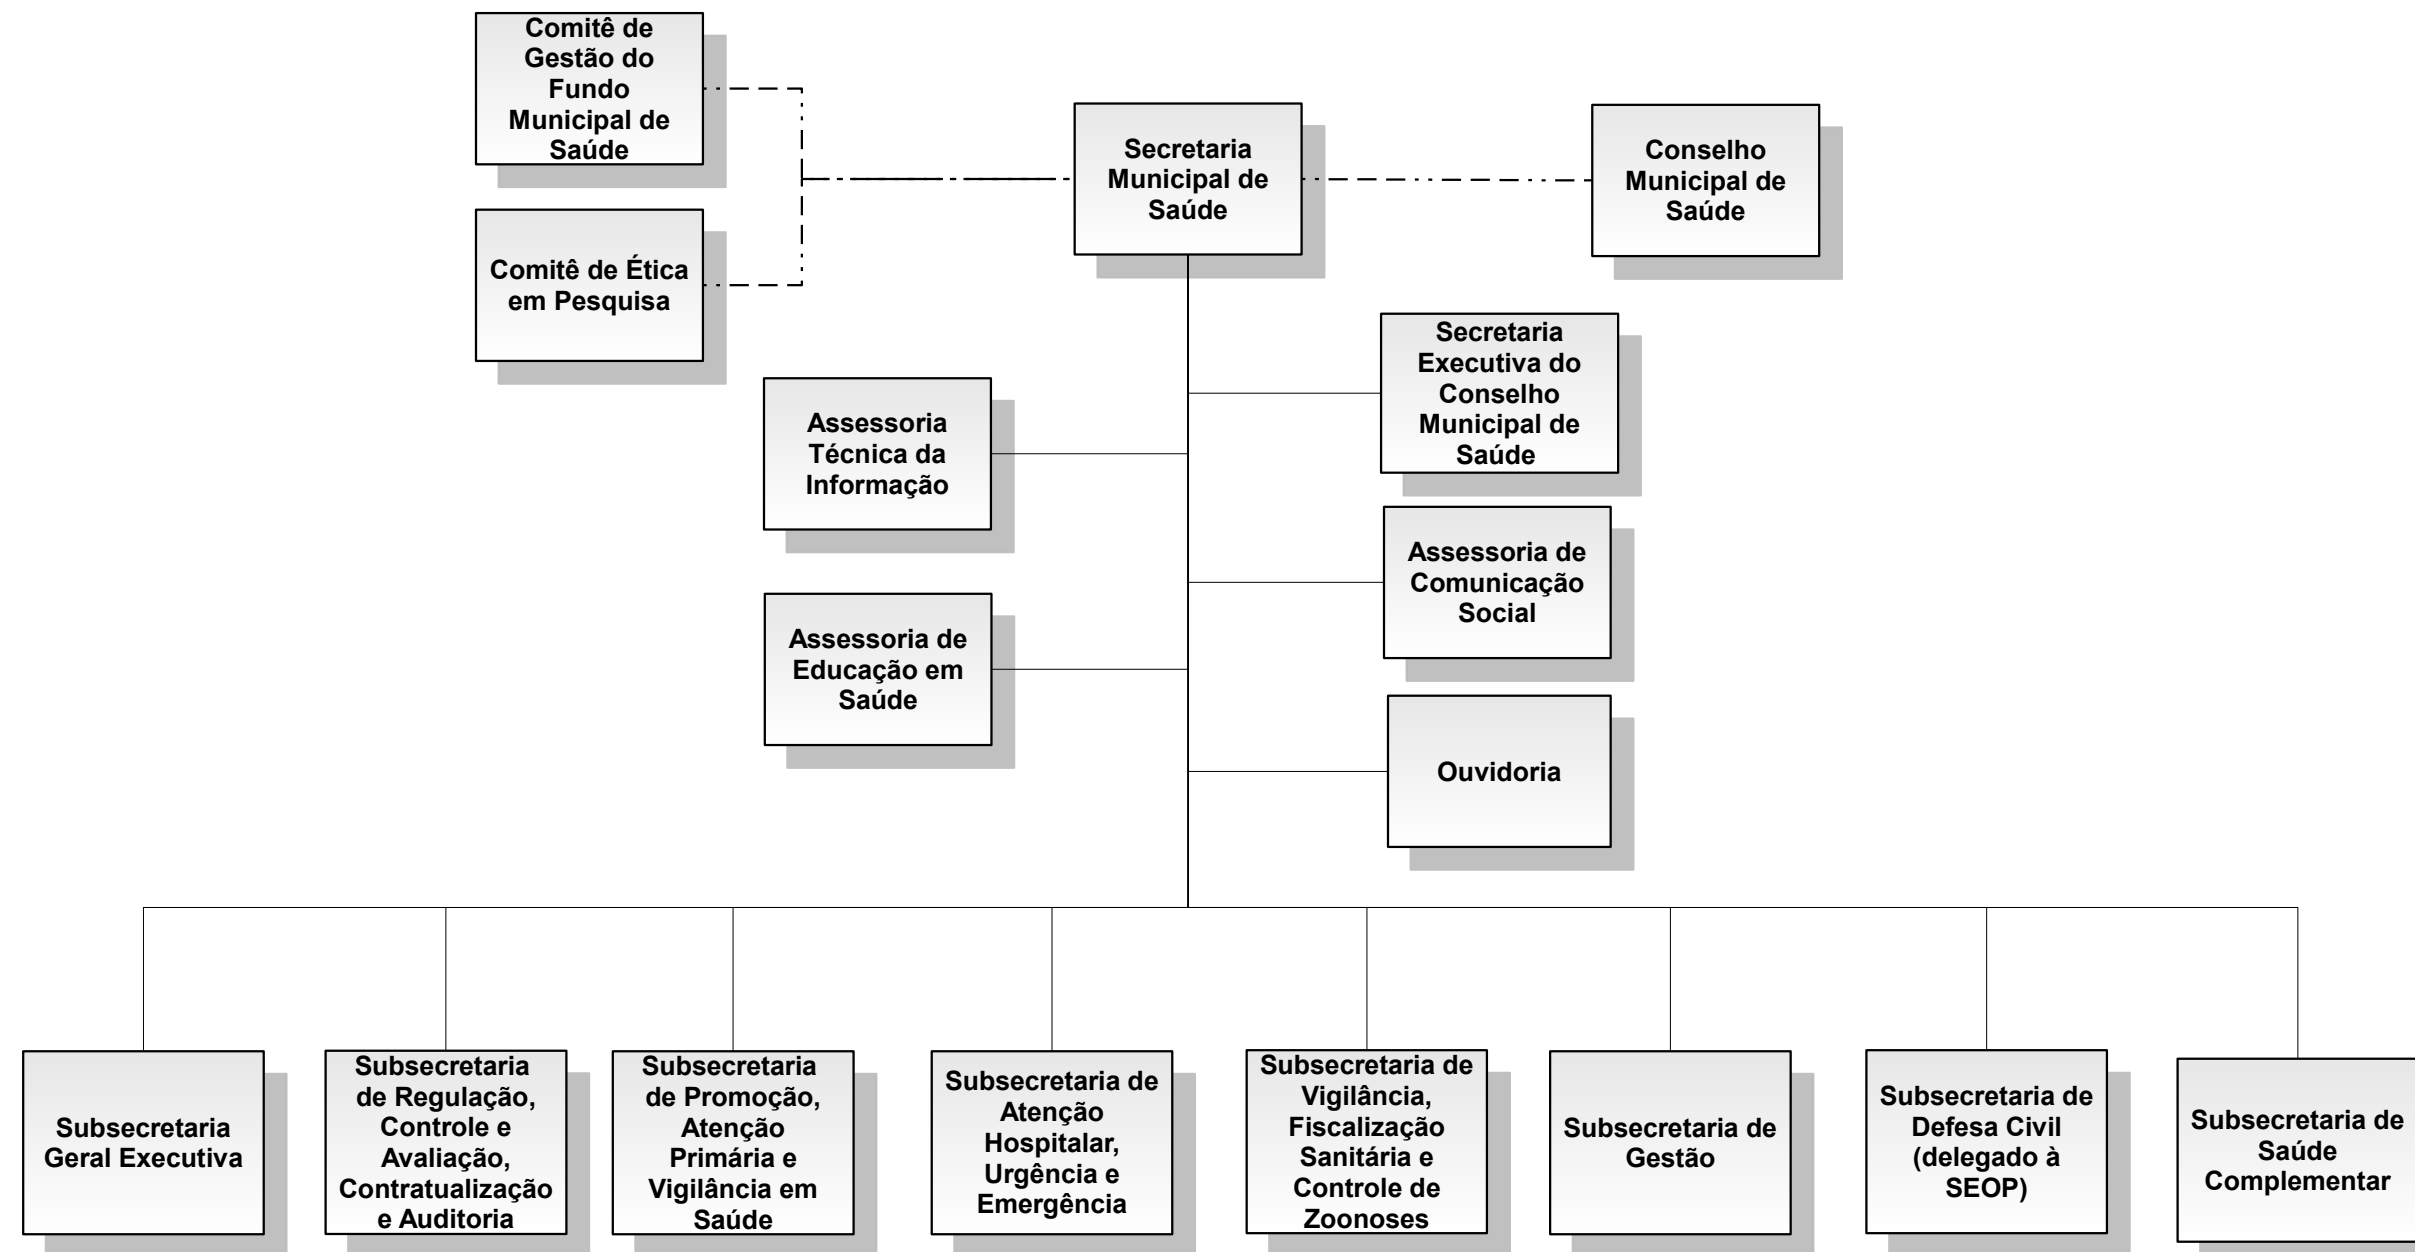 Comitê de
Gestão do
Fundo
Municipal de
Saúde
Secretaria
Municipal de
Saúde
Conselho
Municipal de
Saúde
Comitê de Ética
em Pesquisa
Secretaria
Executiva do
Conselho
Municipal de
Saúde
Assessoria
Técnica da
Informação
Assessoria de
Comunicação
Social
Assessoria de
Educação em
Saúde
Ouvidoria
Subsecretaria
Geral Executiva
Subsecretaria
de Regulação,
Controle e
Avaliação,
Contratualização
e Auditoria
Subsecretaria
de Promoção,
Atenção
Primária e
Vigilância em
Saúde
Subsecretaria de
Atenção
Hospitalar,
Urgência e
Emergência
Subsecretaria de
Vigilância,
Fiscalização
Sanitária e
Controle de
Zoonoses
Subsecretaria de
Gestão
Subsecretaria de
Defesa Civil
(delegado à
SEOP)
Subsecretaria de
Saúde
Complementar